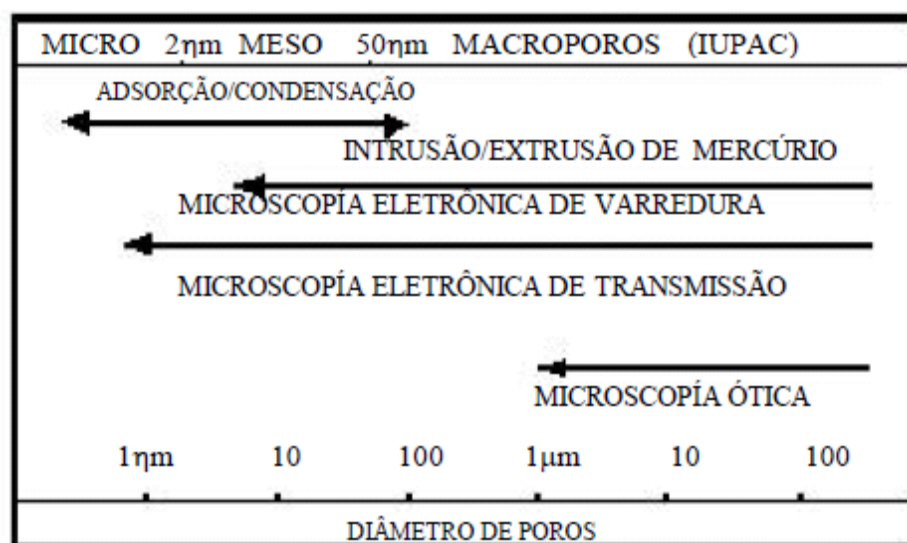 MICRO 2ηm MESO 50ηm MACROPOROS (IUPAC)
ADSORÇÃO/CONDENSAÇÃO
INTRUSÃO/EXTRUSÃO DE MERCÚRIO
MICROSCOPÍA ELETRÔNICA DE VARREDURA
MICROSCOPÍA ELETRÔNICA DE TRANSMISSÃO
MICROSCOPÍA ÓTICA
1ηm 10 100 1μm 10 100
DIÂMETRO DE POROS